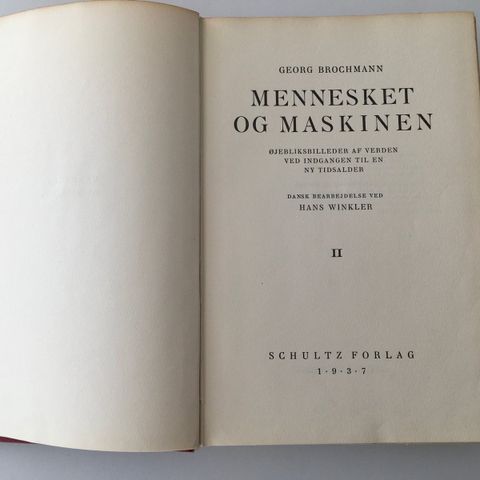 GEORG BROCHMANN
MENNESKET
OG MASKINEN
ØJEBLIKSBILLEDER AF VERDEN
VED INDGANGEN TIL EN
NY TIDSALDER
DANSK BEARBEJDELSE VED
HANS WINKLER
II
SCHULTZ FORLAG
1·9·3·7